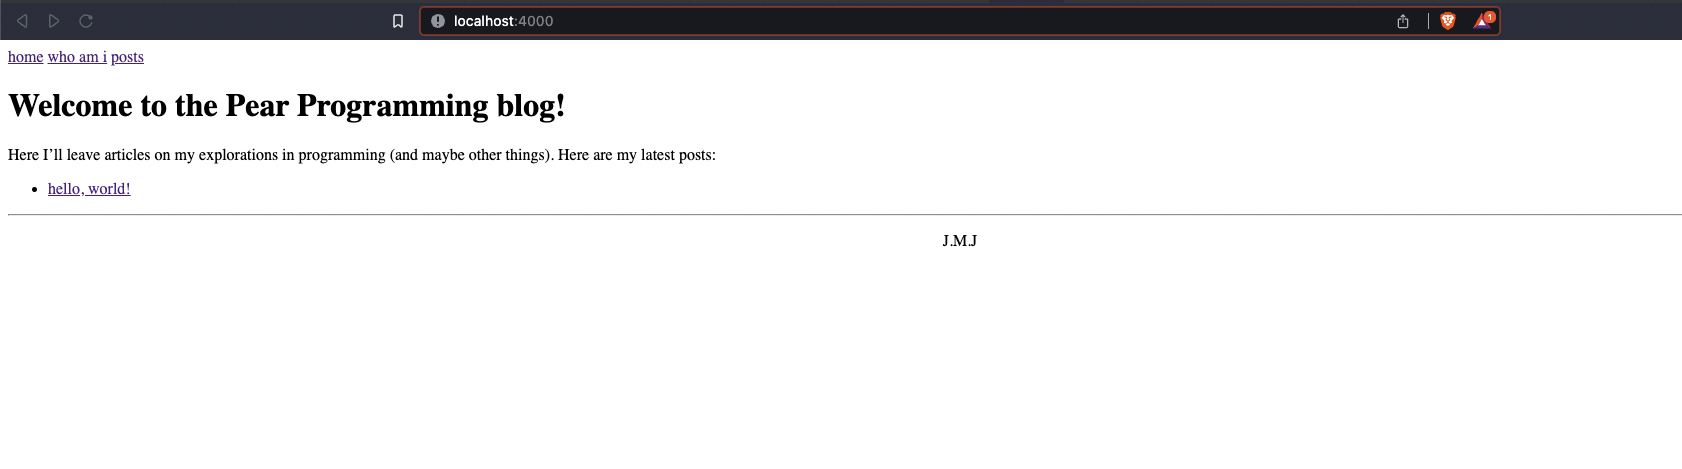 localhost:4000
1
home who am i posts
Welcome to the Pear Programming blog!
Here I’ll leave articles on my explorations in programming (and maybe other things). Here are my latest posts:
hello, world!
J.M.J